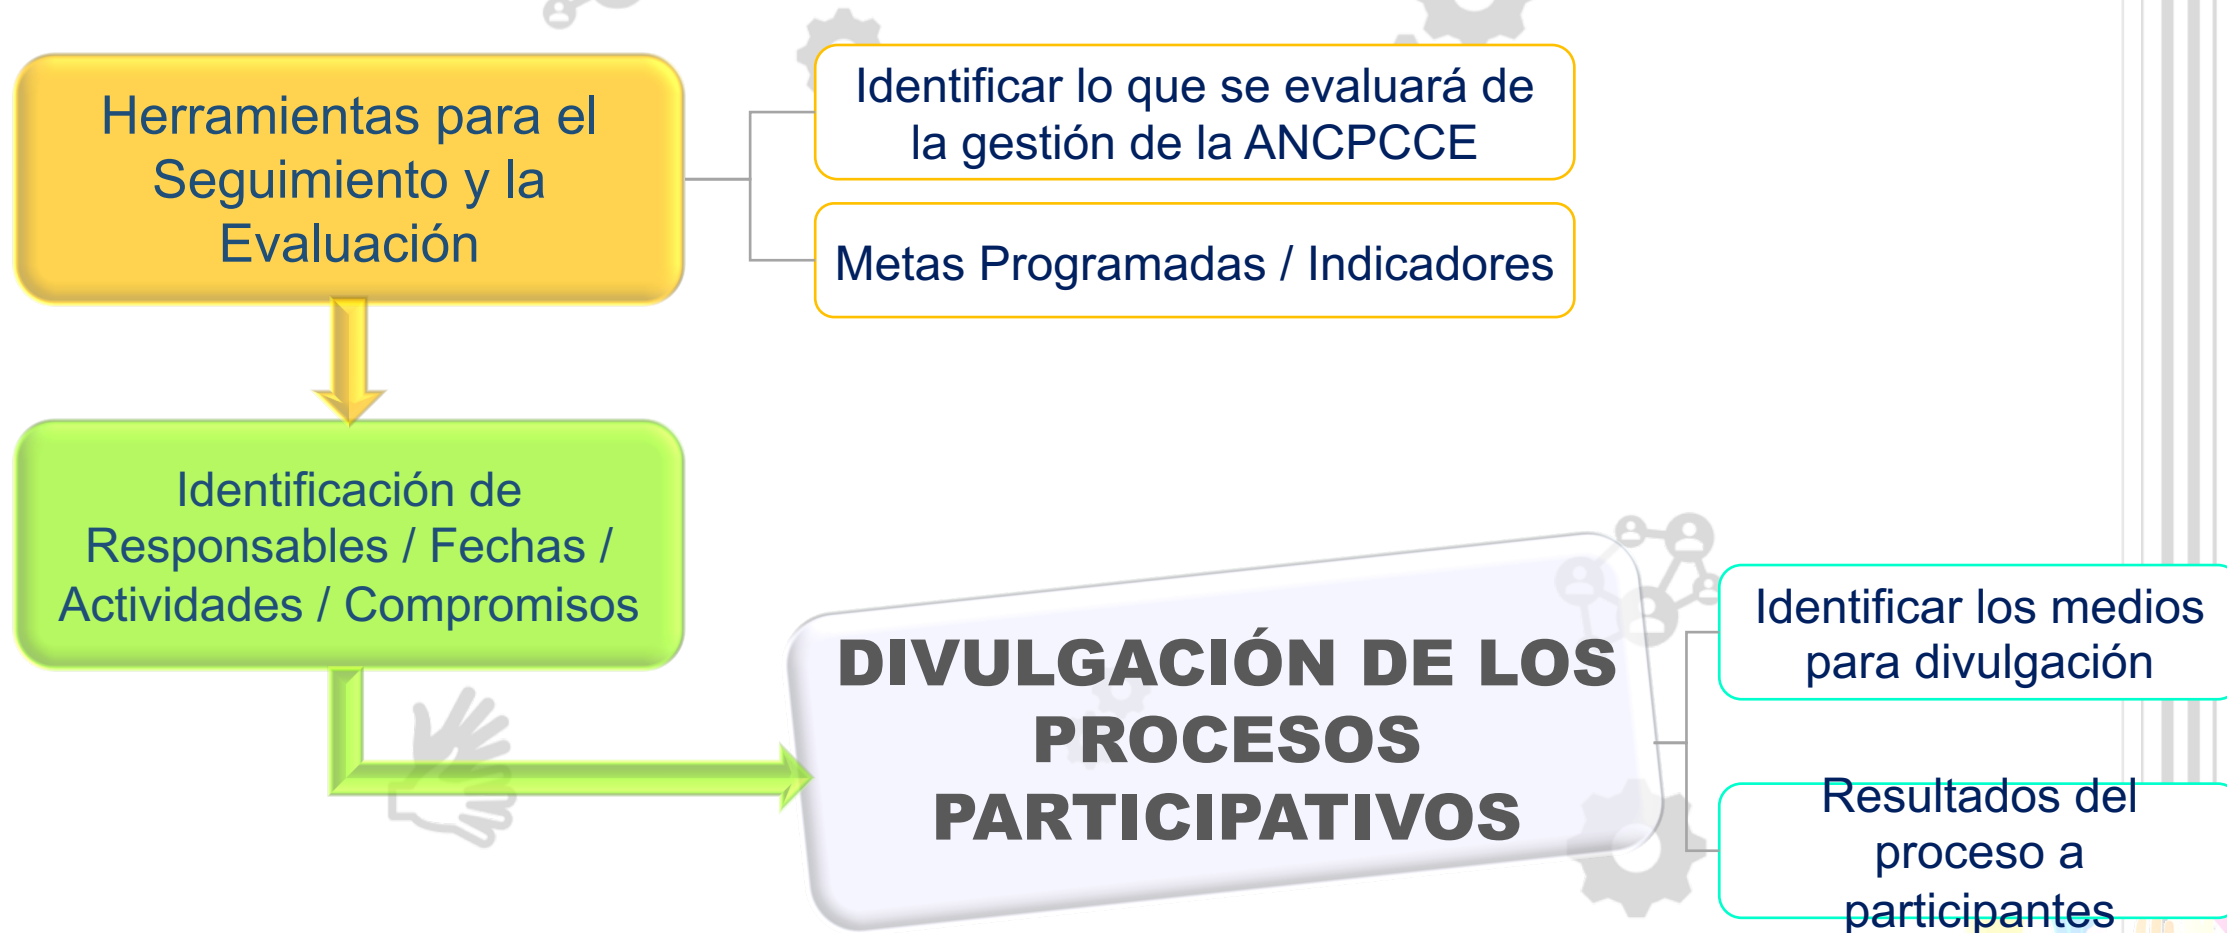 Herramientas para el
Seguimiento y la
Evaluación
Identificar lo que se evaluará de
la gestión de la ANCPCCE
Metas Programadas / Indicadores
Identificación de
Responsables / Fechas /
Actividades / Compromisos
DIVULGACIÓN DE LOS
PROCESOS
PARTICIPATIVOS
Identificar los medios
para divulgación
Resultados del
proceso a
participantes